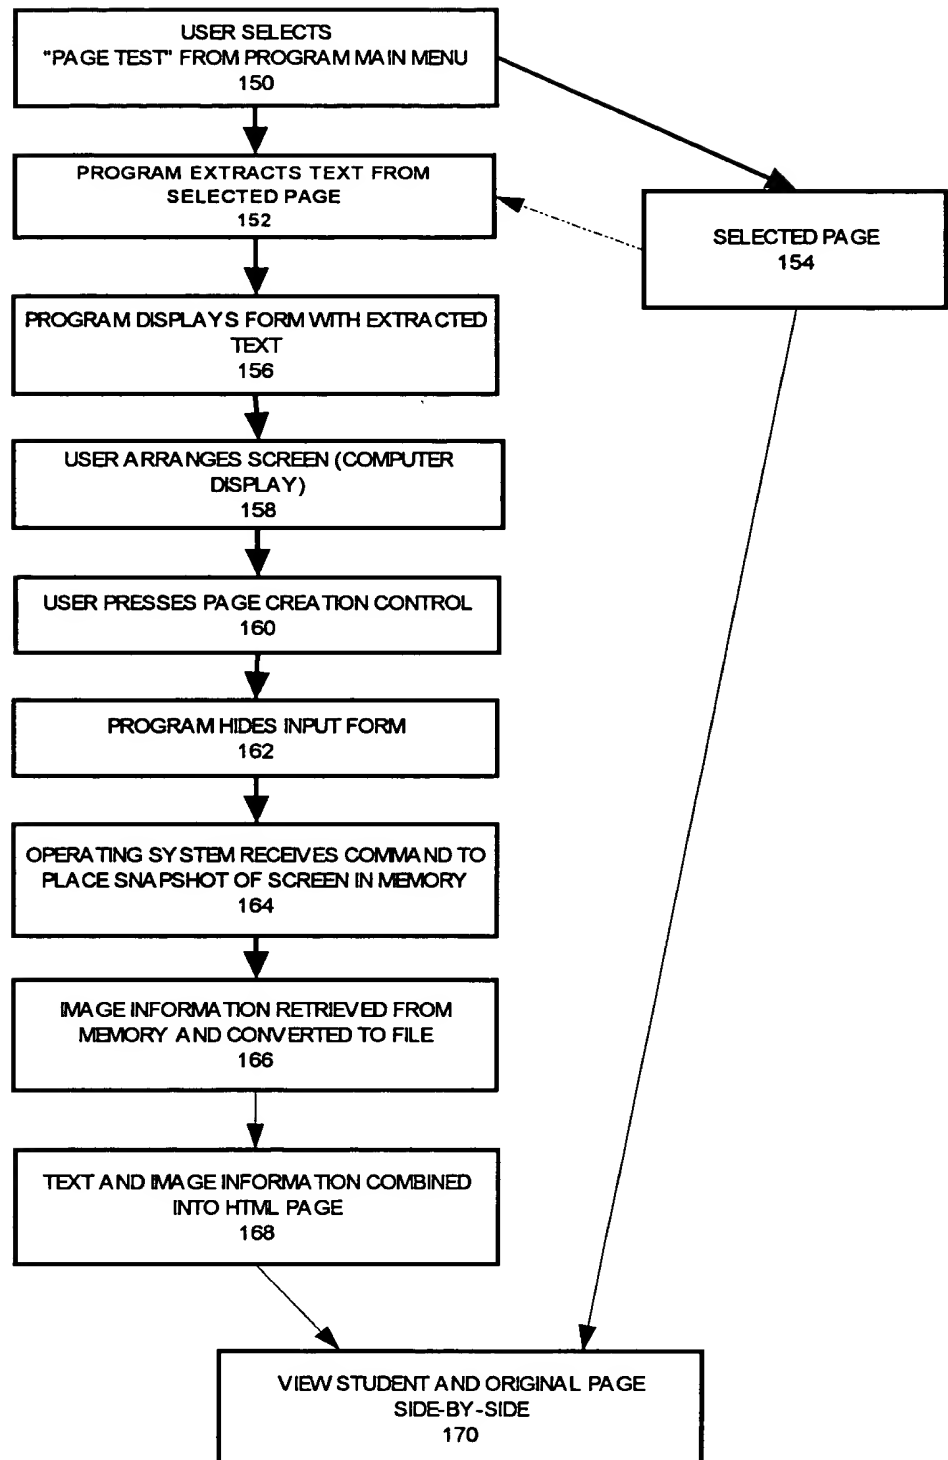 USER SELECTS
"PAGE TEST" FROM PROGRAM MAIN MENU
150
PROGRAM EXTRACTS TEXT FROM
SELECTED PAGE
152
SELECTED PAGE
154
PROGRAM DISPLAYS FORM WITH EXTRACTED
TEXT
156
USER ARRANGES SCREEN (COMPUTER
DISPLAY)
158
USER PRESSES PAGE CREATION CONTROL
160
PROGRAM HIDES INPUT FORM
162
OPERATING SYSTEM RECEIVES COMMAND TO
PLACE SNAPSHOT OF SCREEN IN MEMORY
164
IMAGE INFORMATION RETRIEVED FROM
MEMORY AND CONVERTED TO FILE
166
TEXT AND IMAGE INFORMATION COMBINED
INTO HTML PAGE
168
VIEW STUDENT AND ORIGINAL PAGE
SIDE-BY-SIDE
170